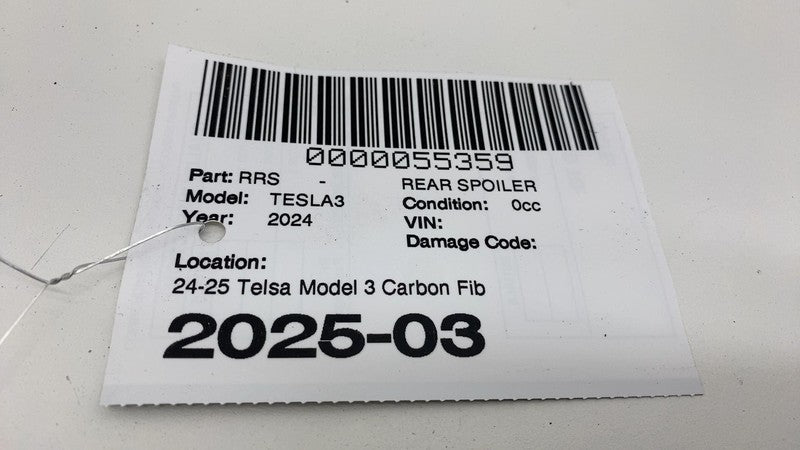 0000055359
Part: RRS - REAR SPOILER
Model: TESLA3 Condition: 0cc
Year: 2024 VIN:
Damage Code:
Location:
24-25 Telsa Model 3 Carbon Fib
2025-03